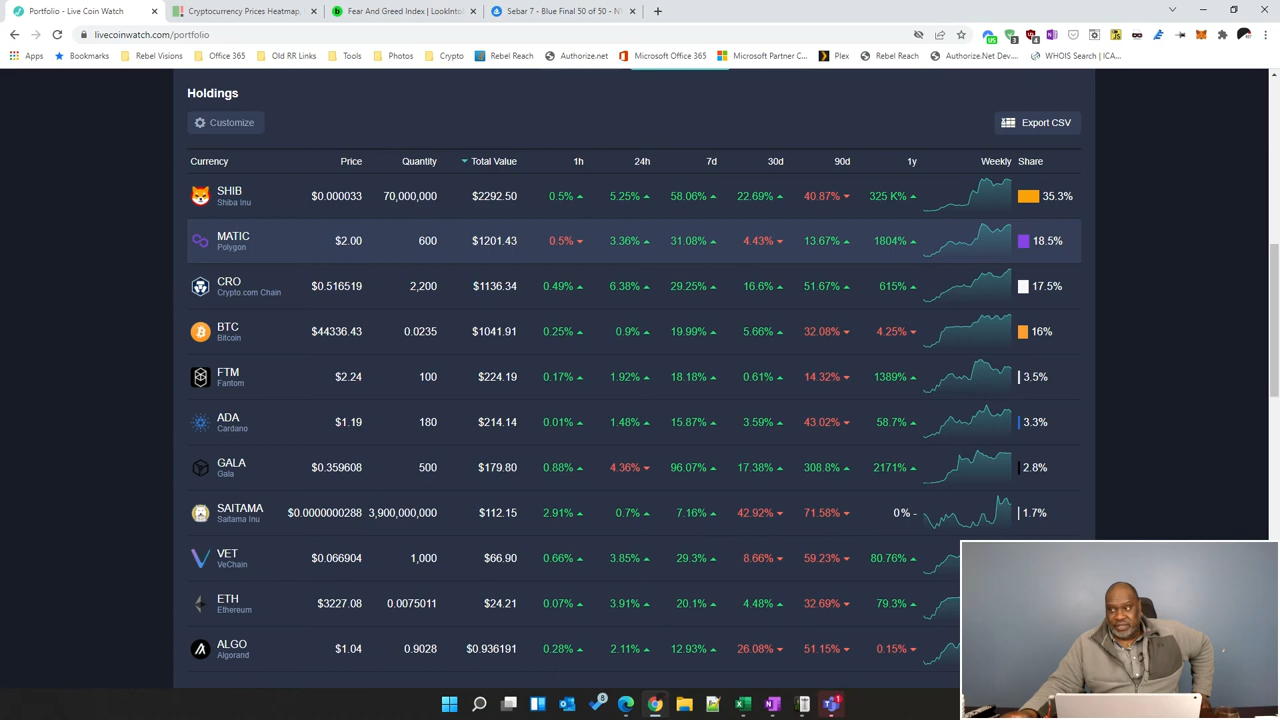 Portfolio - Live Coin Watch
Cryptocurrency Prices Heatmap,
Fear And Greed Index | LookInto
Sebar 7 - Blue Final 50 of 50 - N
livecoinwatch.com/portfolio
Apps Bookmarks Rebel Visions Office 365 Old RR Links Tools Photos Crypto Rebel Reach Authorize.net Microsoft Office 365 Microsoft Partner C... Plex Rebel Reach Authorize.Net Dev.... WHOIS Search | ICA...
Holdings
Customize
Export CSV
Currency Price Quantity Total Value 1h 24h 7d 30d 90d 1y Weekly Share
SHIB $0.000033 70,000,000 $2292.50 0.5% 5.25% 58.06% 22.69% 40.87% 325 K% 35.3%
Shiba Inu
MATIC $2.00 600 $1201.43 0.5% 3.36% 31.08% 4.43% 13.67% 1804% 18.5%
Polygon
CRO $0.516519 2,200 $1136.34 0.49% 6.38% 29.25% 16.6% 51.67% 615% 17.5%
Crypto.com Chain
BTC $44336.43 0.0235 $1041.91 0.25% 0.9% 19.99% 5.66% 32.08% 4.25% 16%
Bitcoin
FTM $2.24 100 $224.19 0.17% 1.92% 18.18% 0.61% 14.32% 1389% 3.5%
Fantom
ADA $1.19 180 $214.14 0.01% 1.48% 15.87% 3.59% 43.02% 58.7% 3.3%
Cardano
GALA $0.359608 500 $179.80 0.88% 4.36% 96.07% 17.38% 308.8% 2171% 2.8%
Gala
SAITAMA $0.0000000288 3,900,000,000 $112.15 2.91% 0.7% 7.16% 42.92% 71.58% 0% - 1.7%
Saitama Inu
VET $0.066904 1,000 $66.90 0.66% 3.85% 29.3% 8.66% 59.23% 80.76%
VeChain
ETH $3227.08 0.0075011 $24.21 0.07% 3.91% 20.1% 4.48% 32.69% 79.3%
Ethereum
ALGO $1.04 0.9028 $0.936191 0.28% 2.11% 12.93% 26.08% 51.15% 0.15%
Algorand